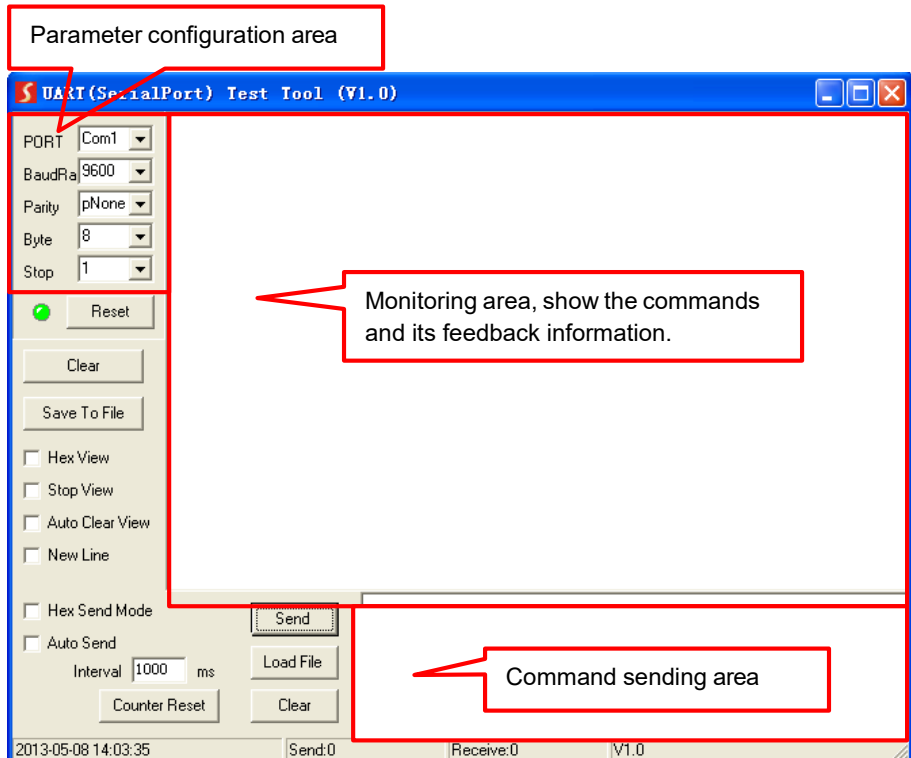 Parameter configuration area
UART(SerialPort) Test Tool (V1.0)
PORT Com1
BaudRa 9600
Parity pNone
Byte 8
Stop 1
Reset
Monitoring area, show the commands
and its feedback information.
Clear
Save To File
Hex View
Stop View
Auto Clear View
New Line
Hex Send Mode
Send
Auto Send
Interval 1000 ms
Load File
Counter Reset
Clear
Command sending area
2013-05-08 14:03:35 Send:0 Receive:0 V1.0